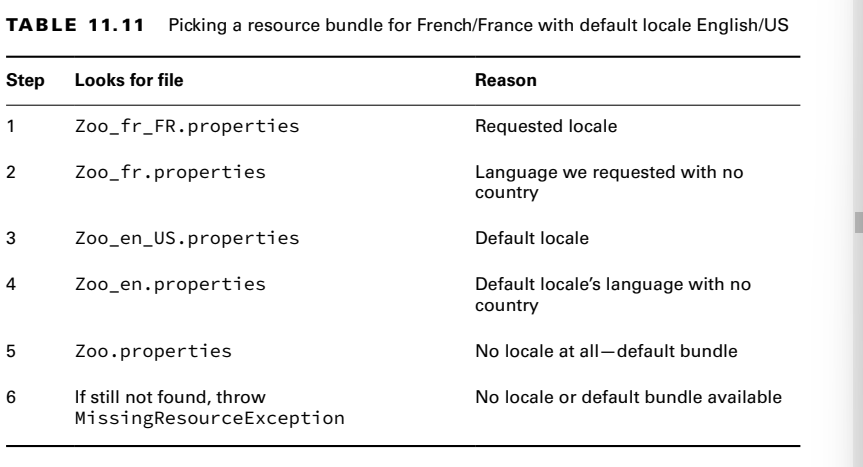 TABLE 11.11 Picking a resource bundle for French/France with default locale English/US
Step Looks for file Reason
1 Zoo_fr_FR.properties Requested locale
2 Zoo_fr.properties Language we requested with no
country
3 Zoo_en_US.properties Default locale
4 Zoo_en.properties Default locale’s language with no
country
5 Zoo.properties No locale at all—default bundle
6 If still not found, throw No locale or default bundle available
MissingResourceException